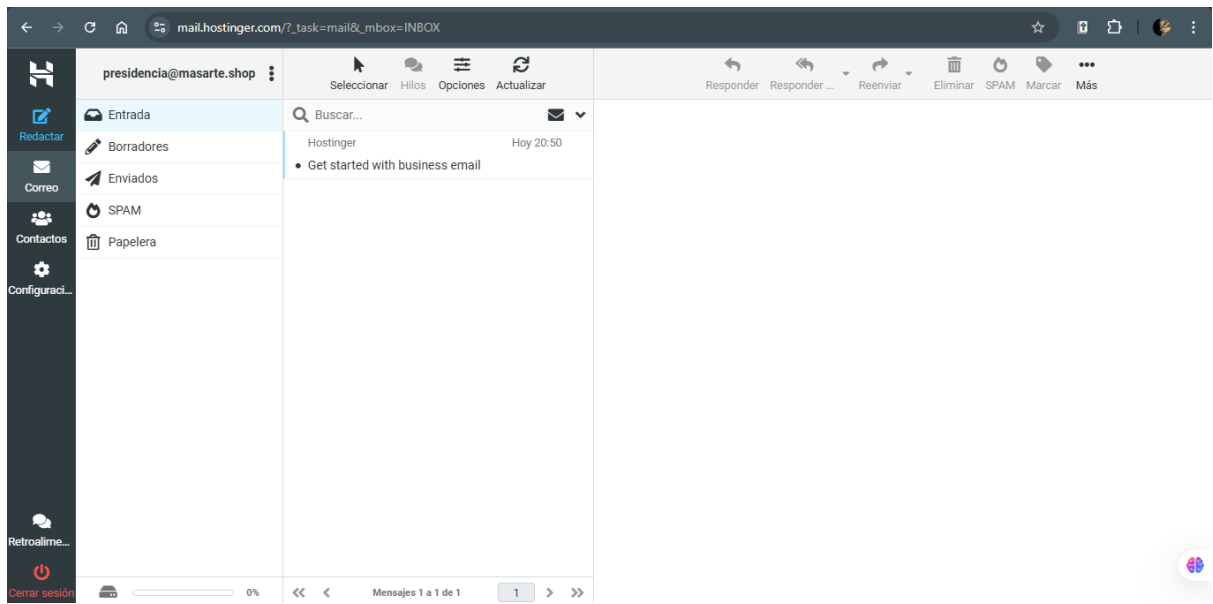 mail.hostinger.com/?_task=mail&_mbox=INBOX
presidencia@masarte.shop
Seleccionar Hilos Opciones Actualizar
Responder Responder ... Reenviar Eliminar SPAM Marcar Más
Redactar
Correo
Contactos
Configuraci...
Retroalime...
Cerrar sesión
Entrada
Borradores
Enviados
SPAM
Papelera
0%
Buscar...
Hostinger Hoy 20:50
Get started with business email
Mensajes 1 a 1 de 1 1